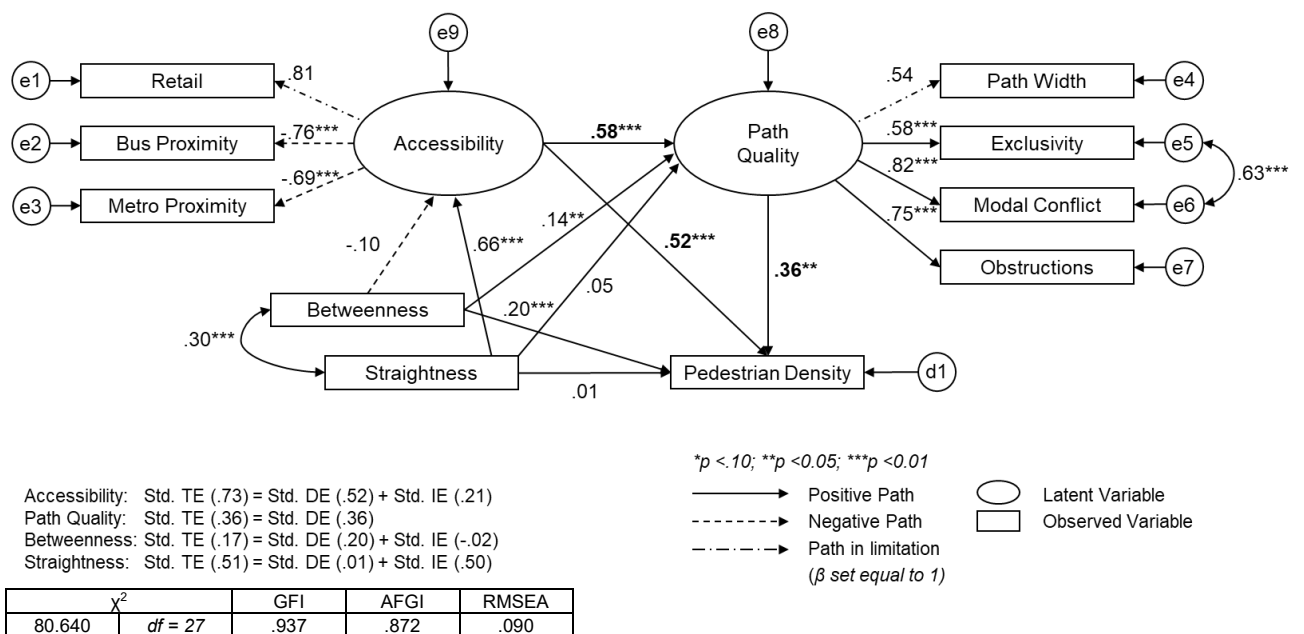 e9
e8
e1
Retail
.81
.54
Path Width
e4
e2
Bus Proximity
-.76***
Accessibility
.58***
Path
Quality
.58***
Exclusivity
e5
.82***
.63***
e3
Metro Proximity
-.69***
Modal Conflict
e6
.14**
.75***
-.10
.66***
.52***
Obstructions
e7
.36**
.05
Betweenness
.20***
.30***
Straightness
.01
Pedestrian Density
d1
*p <.10; **p <0.05; ***p <0.01
Accessibility: Std. TE (.73) = Std. DE (.52) + Std. IE (.21)
Path Quality: Std. TE (.36) = Std. DE (.36)
Betweenness: Std. TE (.17) = Std. DE (.20) + Std. IE (-.02)
Straightness: Std. TE (.51) = Std. DE (.01) + Std. IE (.50)
Positive Path
Latent Variable
Negative Path
Observed Variable
Path in limitation
(β set equal to 1)
χ² GFI AFGI RMSEA
80.640 df = 27 .937 .872 .090